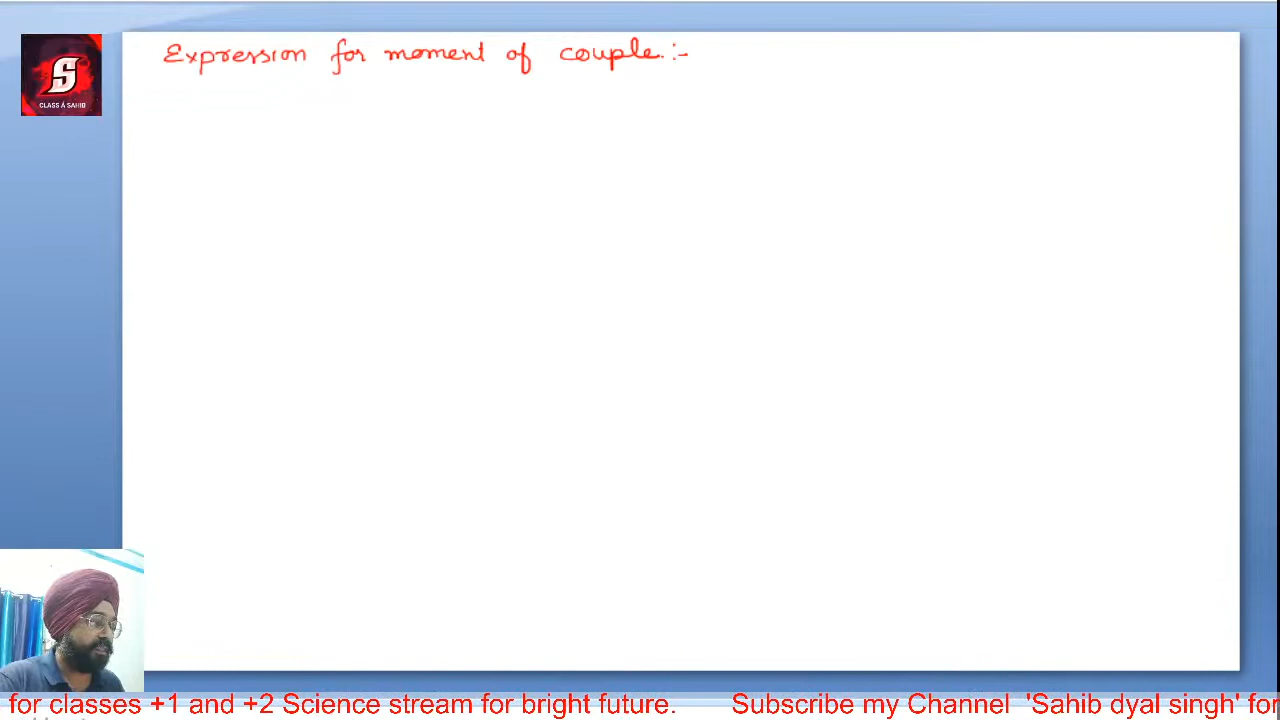 Expression for moment of couple :-
S
CLASS Á SAHIB
for classes +1 and +2 Science stream for bright future. Subscribe my Channel 'Sahib dyal singh' for